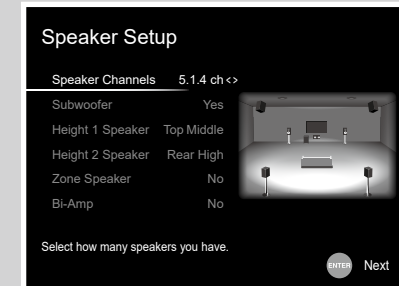 Speaker Setup
Speaker Channels 5.1.4 ch <>
Subwoofer Yes
Height 1 Speaker Top Middle
Height 2 Speaker Rear High
Zone Speaker No
Bi-Amp No
Select how many speakers you have.
ENTER Next